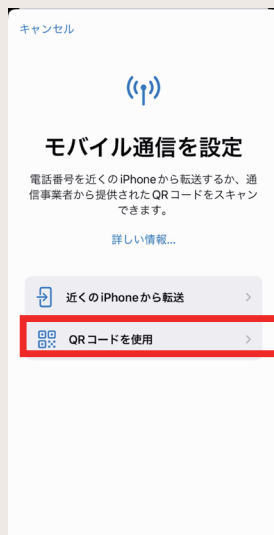 キャンセル
モバイル通信を設定
電話番号を近くのiPhoneから転送するか、通
信事業者から提供されたQRコードをスキャン
できます。
詳しい情報...
近くのiPhoneから転送
QRコードを使用